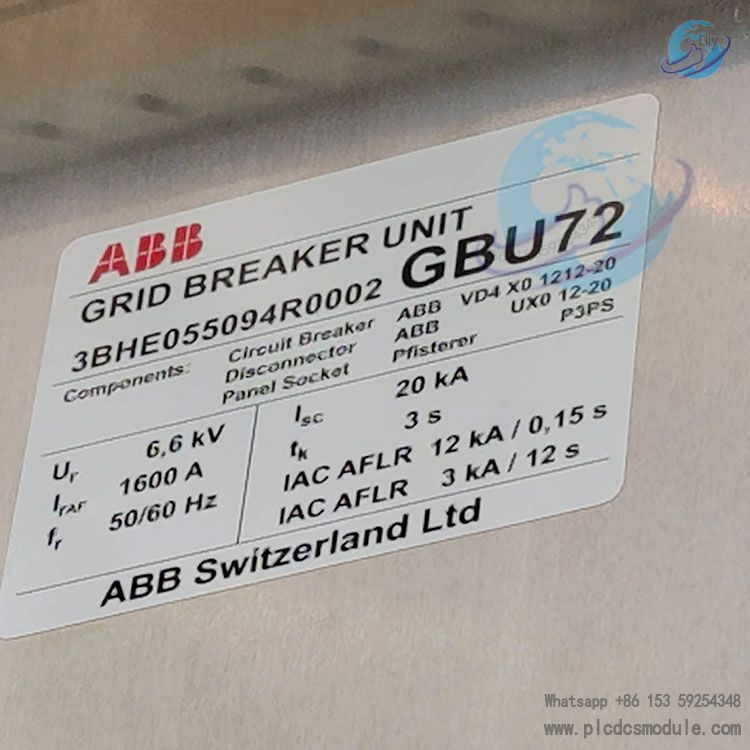 City
ABB
GRID BREAKER UNIT
3BHE055094R0002 GBU72
Components: Circuit Breaker ABB VD4 X0 1212-20
Disconnector ABB UX0 12-20
Panel Socket Pfisterer P3PS
Ur 6,6 kV
IrAF 1600 A
fr 50/60 Hz
Isc 20 kA
fk 3 s
IAC AFLR 12 kA / 0,15 s
IAC AFLR 3 kA / 12 s
ABB Switzerland Ltd
Whatsapp +86 153 59254348
www.plcdcsmodule.com